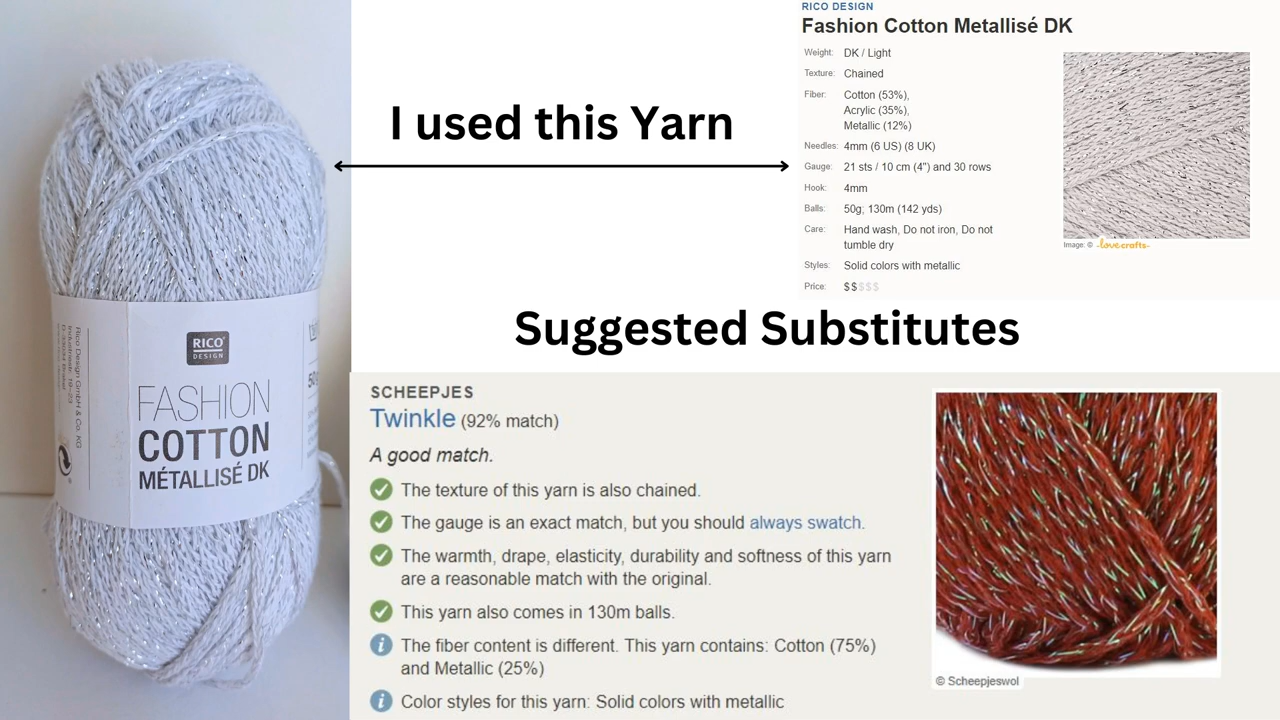 RICO DESIGN
Fashion Cotton Metallisé DK
Weight: DK / Light
Texture: Chained
Fiber: Cotton (53%),
Acrylic (35%),
Metallic (12%)
Needles: 4mm (6 US) (8 UK)
Gauge: 21 sts / 10 cm (4") and 30 rows
Hook: 4mm
Balls: 50g; 130m (142 yds)
Care: Hand wash, Do not iron, Do not
tumble dry
Styles: Solid colors with metallic
Price: $$$$$
Image: © -lovecrafts-
I used this Yarn
Suggested Substitutes
RICO
DESIGN
FASHION
COTTON
MÉTALLISÉ DK
Rico Design GmbH & Co. KG
SCHEEPJES
Twinkle (92% match)
A good match.
The texture of this yarn is also chained.
The gauge is an exact match, but you should always swatch.
The warmth, drape, elasticity, durability and softness of this yarn
are a reasonable match with the original.
This yarn also comes in 130m balls.
The fiber content is different. This yarn contains: Cotton (75%)
and Metallic (25%)
Color styles for this yarn: Solid colors with metallic
© Scheepjeswol